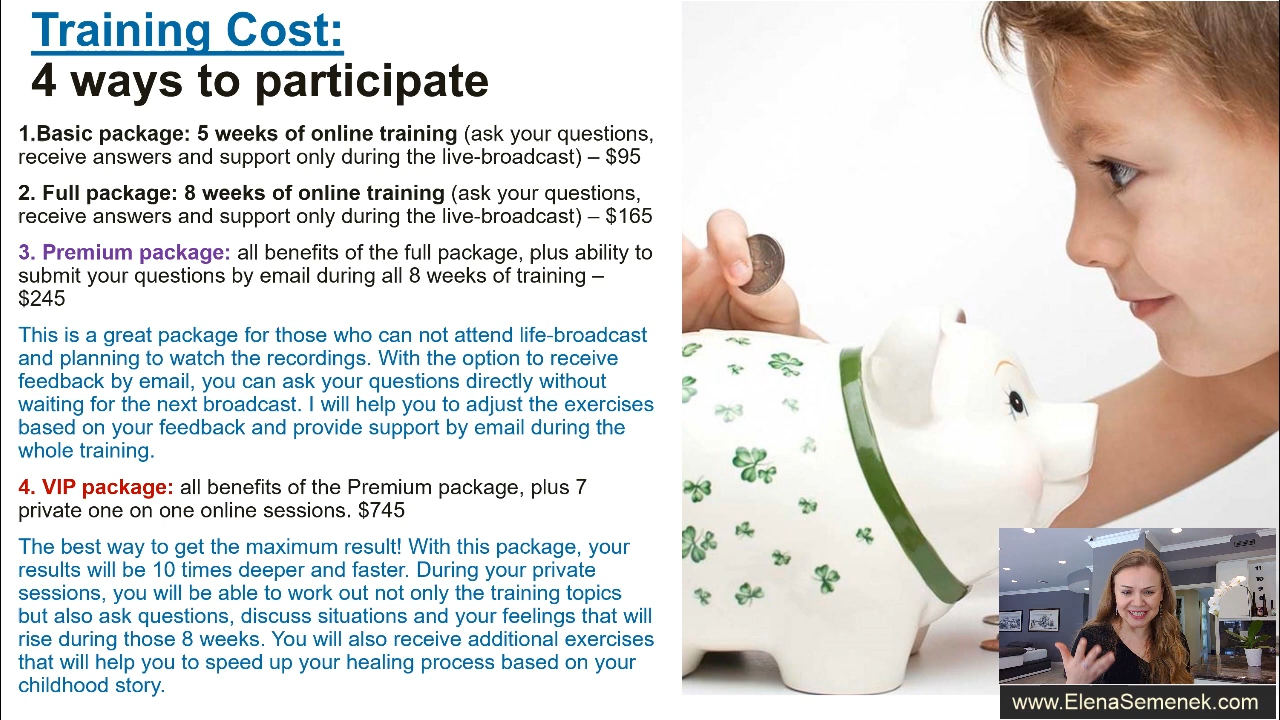 Training Cost:
4 ways to participate
1.Basic package: 5 weeks of online training (ask your questions,
receive answers and support only during the live-broadcast) – $95
2. Full package: 8 weeks of online training (ask your questions,
receive answers and support only during the live-broadcast) – $165
3. Premium package: all benefits of the full package, plus ability to
submit your questions by email during all 8 weeks of training –
$245
This is a great package for those who can not attend life-broadcast
and planning to watch the recordings. With the option to receive
feedback by email, you can ask your questions directly without
waiting for the next broadcast. I will help you to adjust the exercises
based on your feedback and provide support by email during the
whole training.
4. VIP package: all benefits of the Premium package, plus 7
private one on one online sessions. $745
The best way to get the maximum result! With this package, your
results will be 10 times deeper and faster. During your private
sessions, you will be able to work out not only the training topics
but also ask questions, discuss situations and your feelings that will
rise during those 8 weeks. You will also receive additional exercises
that will help you to speed up your healing process based on your
childhood story.
www.ElenaSemenek.com